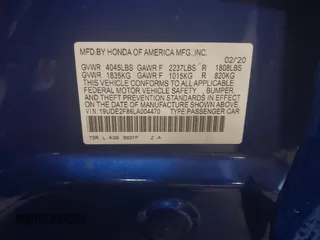 MFD.BY HONDA OF AMERICA MFG.,INC.
02/20
GVWR 4045LBS GAWR F 2237LBS R 1808LBS
GVWR 1835KG GAWR F 1015KG R 820KG
THIS VEHICLE CONFORMS TO ALL APPLICABLE
FEDERAL MOTOR VEHICLE SAFETY, BUMPER,
AND THEFT PREVENTION STANDARDS IN EFFECT
ON THE DATE OF MANUFACTURE SHOWN ABOVE.
V I N: 19UDE2F86LA004470 TYPE:PASSENGER CAR